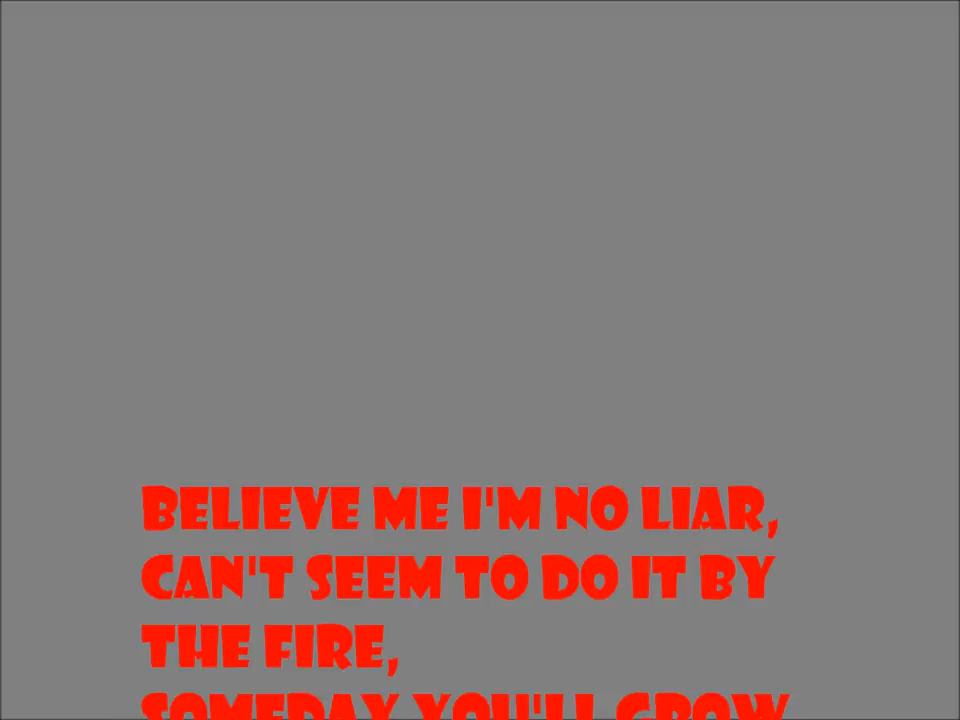 BELIEVE ME I'M NO LIAR,
CAN'T SEEM TO DO IT BY
THE FIRE,
SOMEDAY YOU'LL GROW